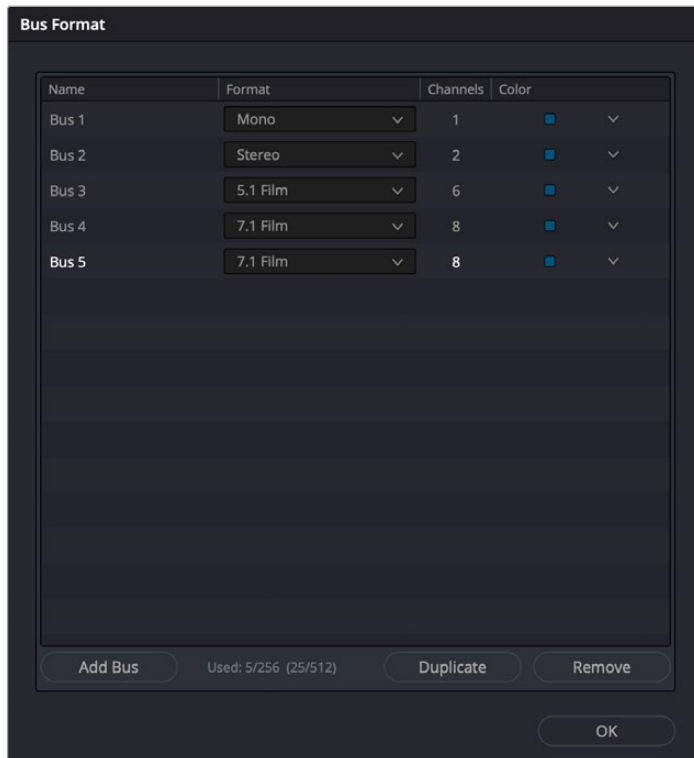 Bus Format
Name Format Channels Color
Bus 1 Mono 1
Bus 2 Stereo 2
Bus 3 5.1 Film 6
Bus 4 7.1 Film 8
Bus 5 7.1 Film 8
Add Bus Used: 5/256 (25/512) Duplicate Remove
OK